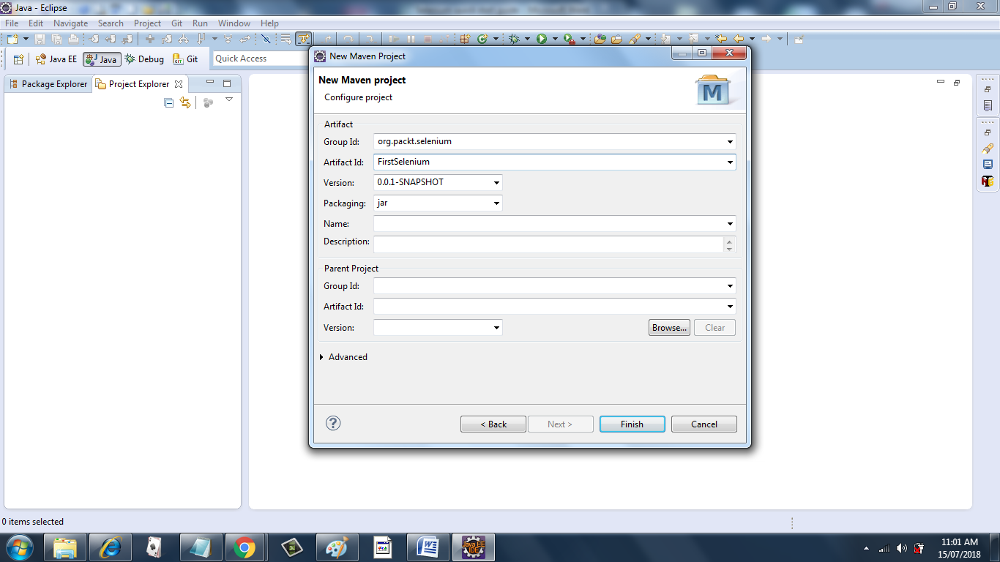 Java - Eclipse
File Edit Navigate Search Project Git Run Window Help
Java EE Java Debug GIT Git Quick Access
Package Explorer Project Explorer
New Maven Project
New Maven project
Configure project
M
Artifact
Group Id: org.packt.selenium
Artifact Id: FirstSelenium
Version: 0.0.1-SNAPSHOT
Packaging: jar
Name:
Description:
Parent Project
Group Id:
Artifact Id:
Version: Browse... Clear
Advanced
? < Back Next > Finish Cancel
0 items selected
W Java EE IDE 11:01 AM
15/07/2018